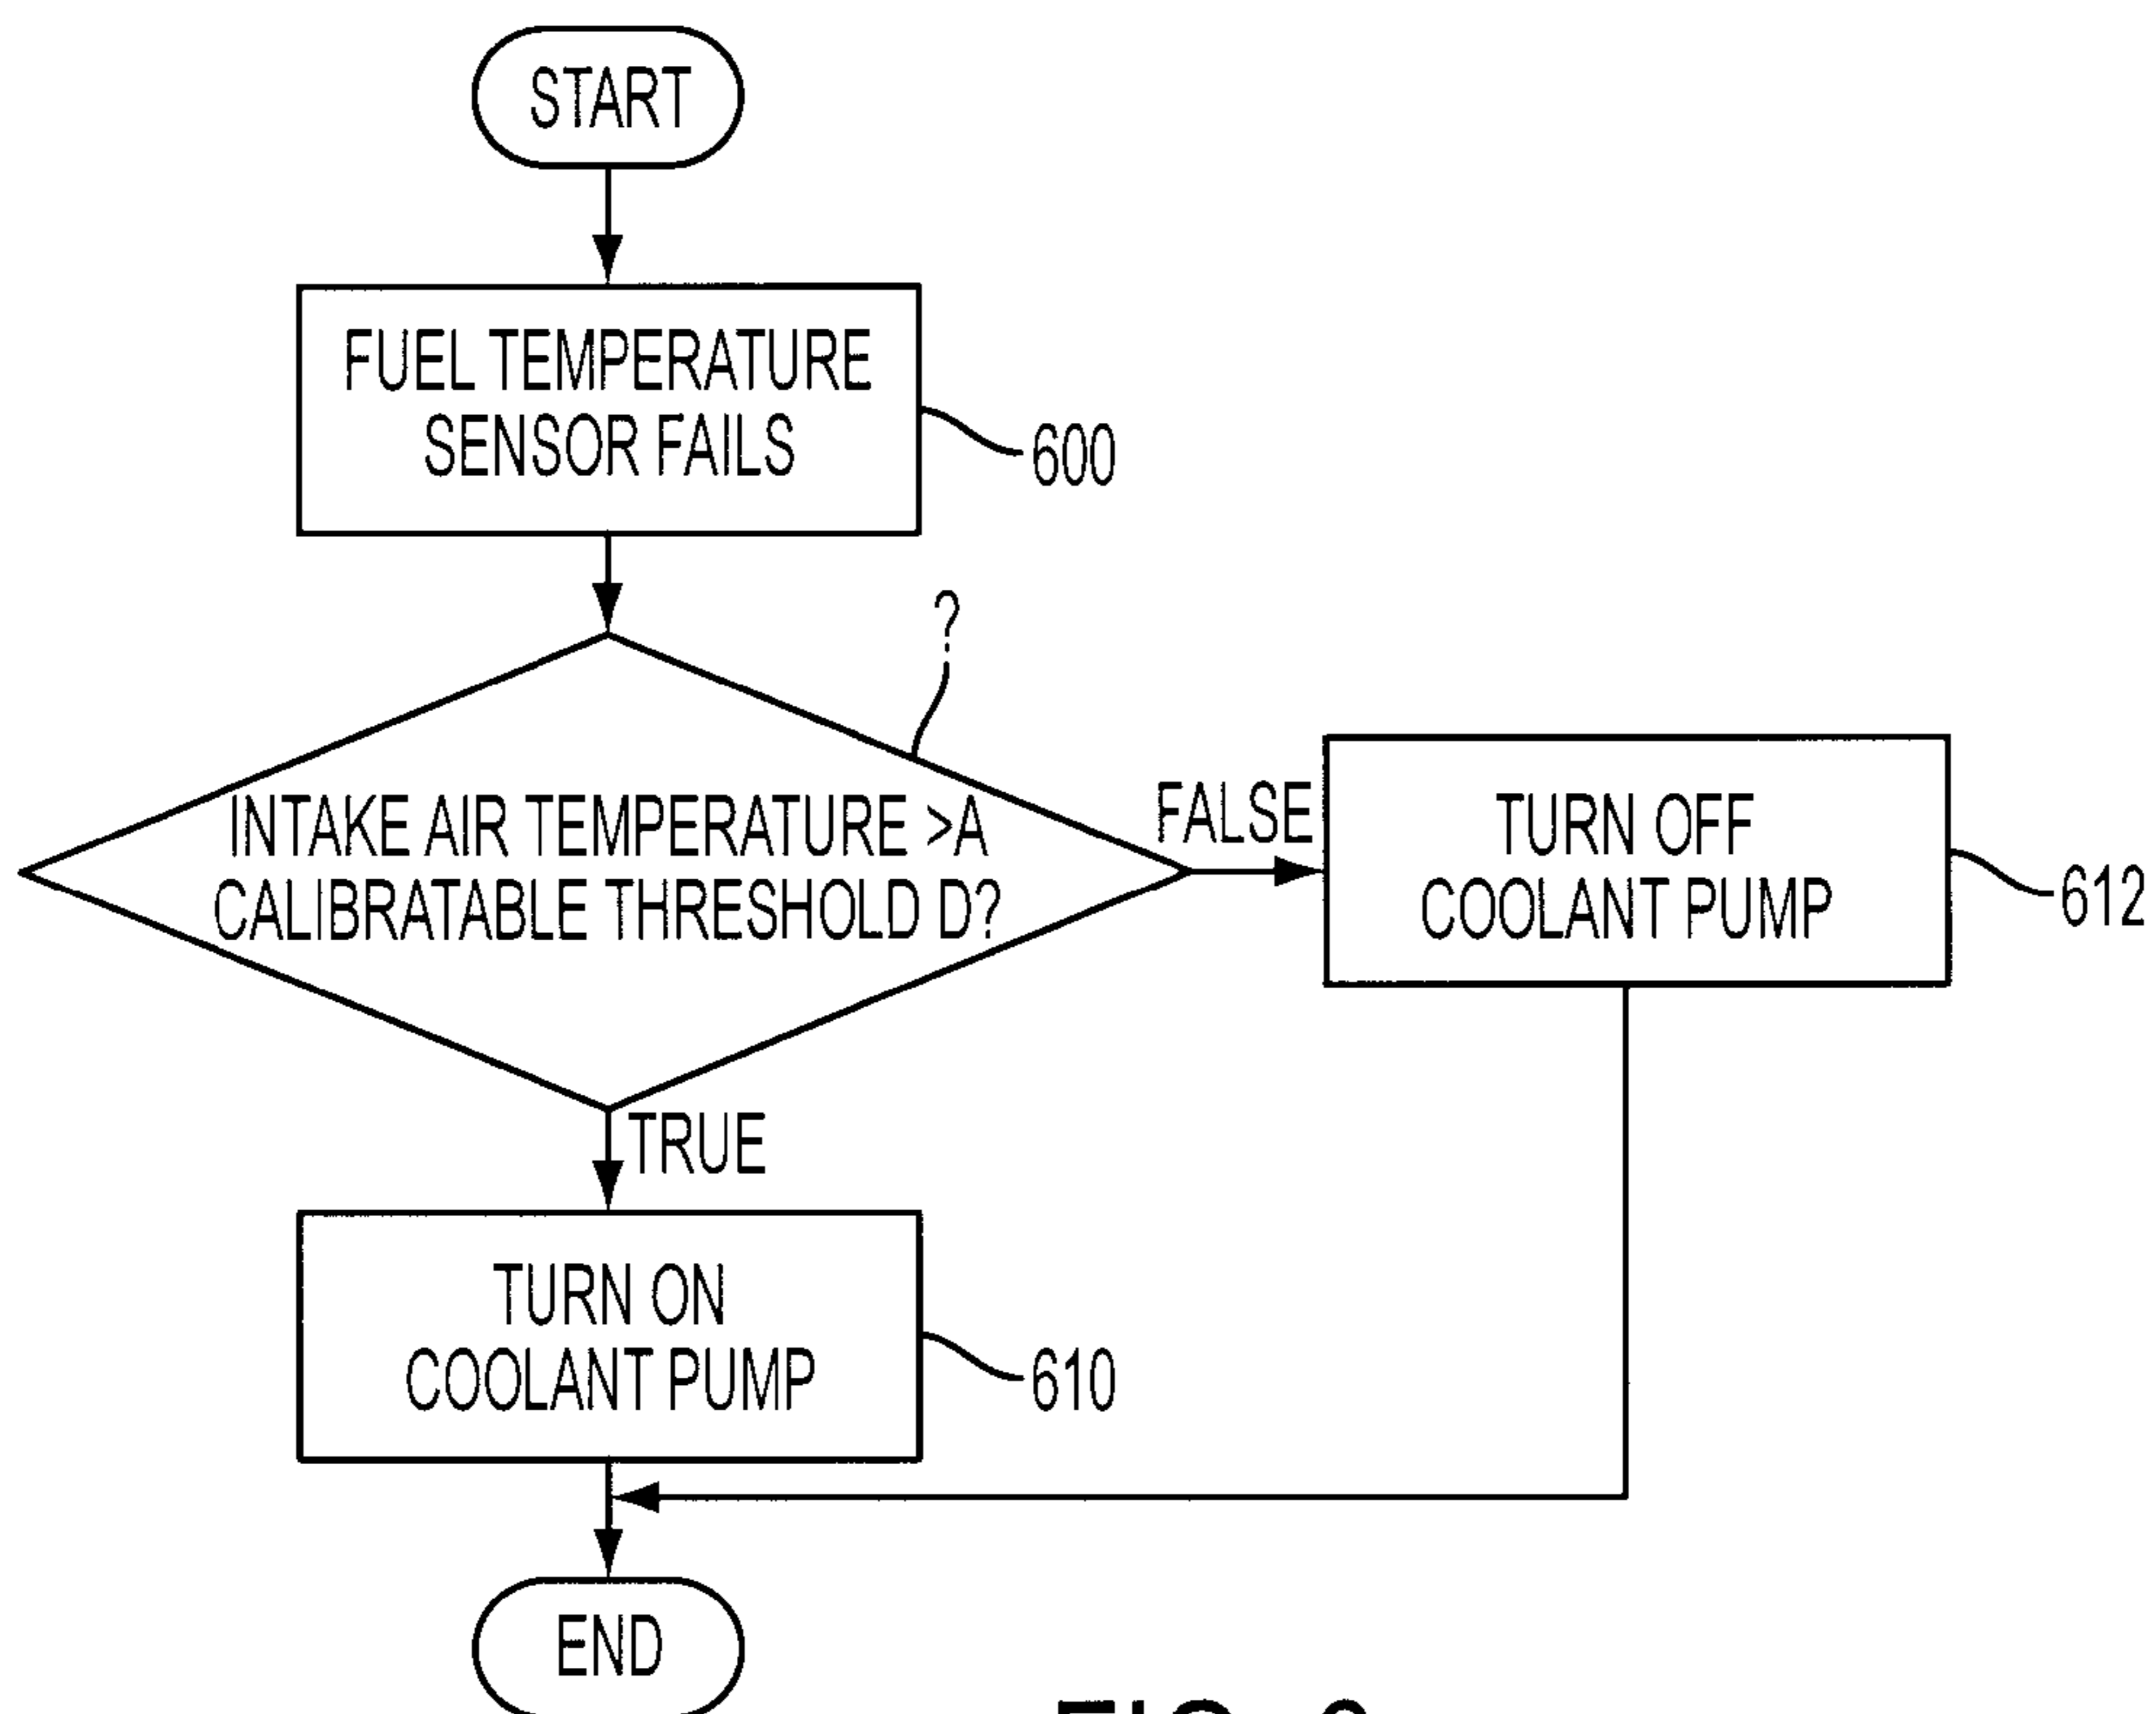 START
FUEL TEMPERATURE
SENSOR FAILS
600
?
INTAKE AIR TEMPERATURE >A
CALIBRATABLE THRESHOLD D?
FALSE
TURN OFF
COOLANT PUMP
612
TRUE
TURN ON
COOLANT PUMP
610
END